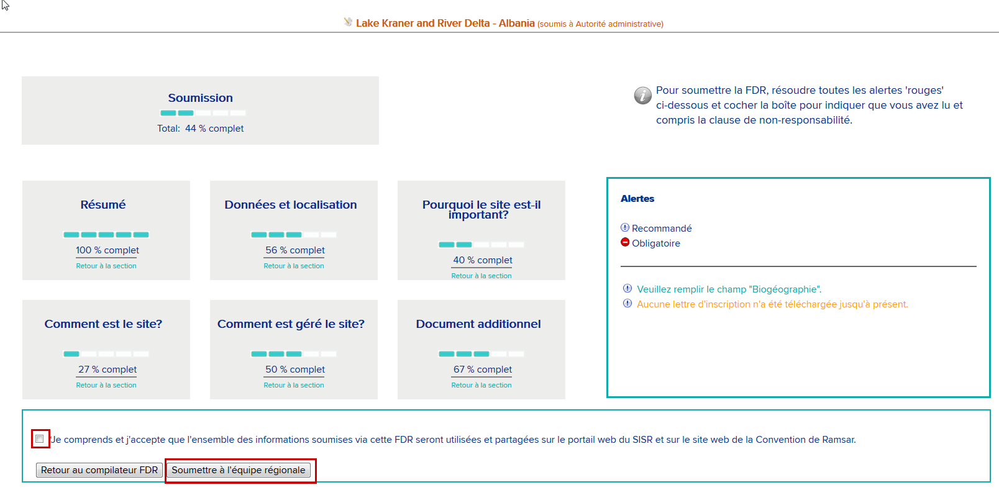 Lake Kraner and River Delta - Albania (soumis à Autorité administrative)
Soumission
Total: 44 % complet
Pour soumettre la FDR, résoudre toutes les alertes 'rouges'
ci-dessous et cocher la boîte pour indiquer que vous avez lu et
compris la clause de non-responsabilité.
Résumé
100 % complet
Retour à la section
Données et localisation
56 % complet
Retour à la section
Pourquoi le site est-il
important?
40 % complet
Retour à la section
Comment est le site?
27 % complet
Retour à la section
Comment est géré le site?
50 % complet
Retour à la section
Document additionnel
67 % complet
Retour à la section
Alertes
Recommandé
Obligatoire
Veuillez remplir le champ "Biogéographie".
Aucune lettre d'inscription n'a été téléchargée jusqu'à présent.
Je comprends et j'accepte que l'ensemble des informations soumises via cette FDR seront utilisées et partagées sur le portail web du SISR et sur le site web de la Convention de Ramsar.
Retour au compilateur FDR
Soumettre à l'équipe régionale